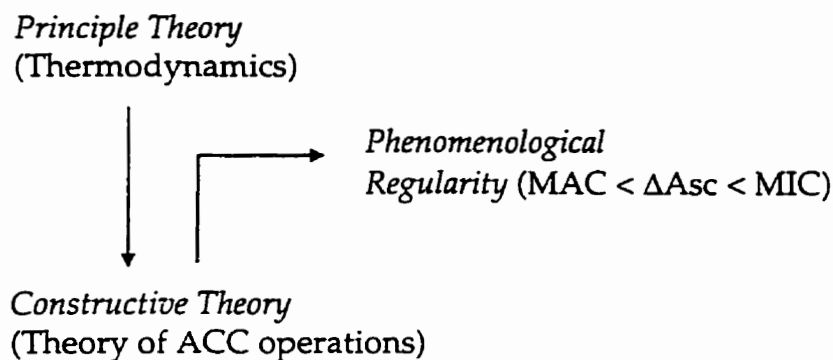 Principle Theory
(Thermodynamics)
Phenomenological
Regularity (MAC < ΔAsc < MIC)
Constructive Theory
(Theory of ACC operations)